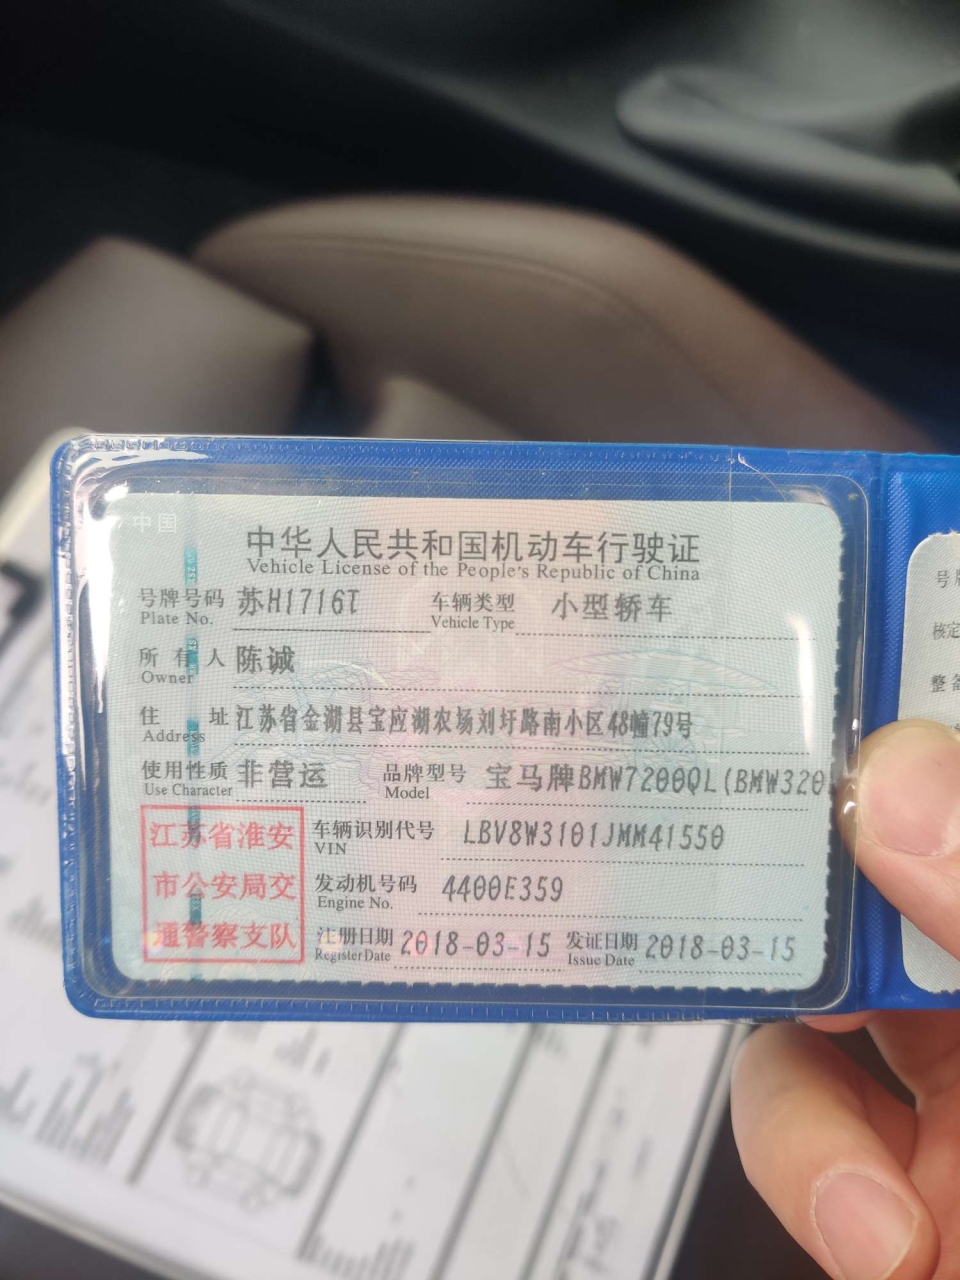 中国
中华人民共和国机动车行驶证
Vehicle License of the People's Republic of China
号牌号码 苏H1716T 车辆类型 小型轿车
Plate No. Vehicle Type
所有人 陈诚
Owner
住址 江苏省金湖县宝应湖农场刘圩路南小区48幢79号
Address
使用性质 非营运 品牌型号 宝马牌BMW7200QL(BMW320
Use Character Model
江苏省淮安
市公安局交
通警察支队
车辆识别代号 LBV8W3101JMM41550
VIN
发动机号码 4400E359
Engine No.
注册日期 2018-03-15 发证日期 2018-03-15
Register Date Issue Date
号牌
核定
整备